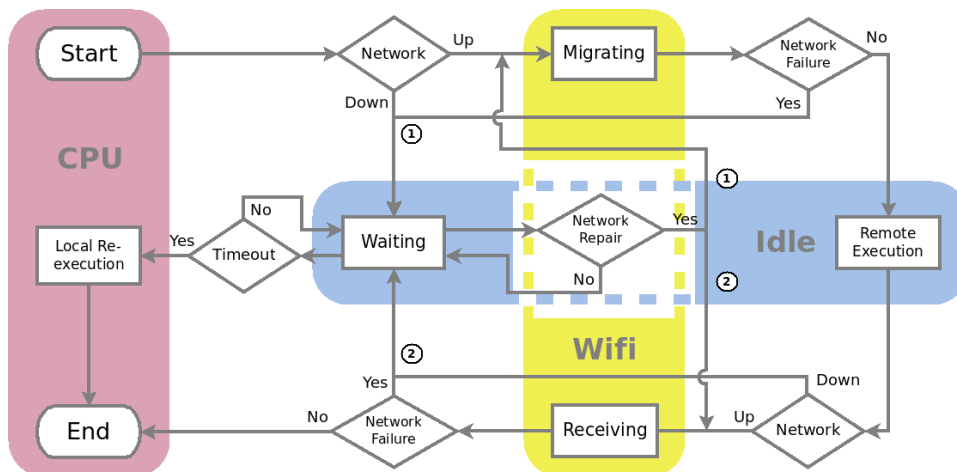 Start
Network
Up
Migrating
Network
Failure
No
Down
Yes
1
CPU
1
No
Waiting
Network
Repair
Yes
Idle
Remote
Execution
Local Re-
execution
Yes
Timeout
No
2
Wifi
2
Yes
Down
End
No
Network
Failure
Receiving
Up
Network